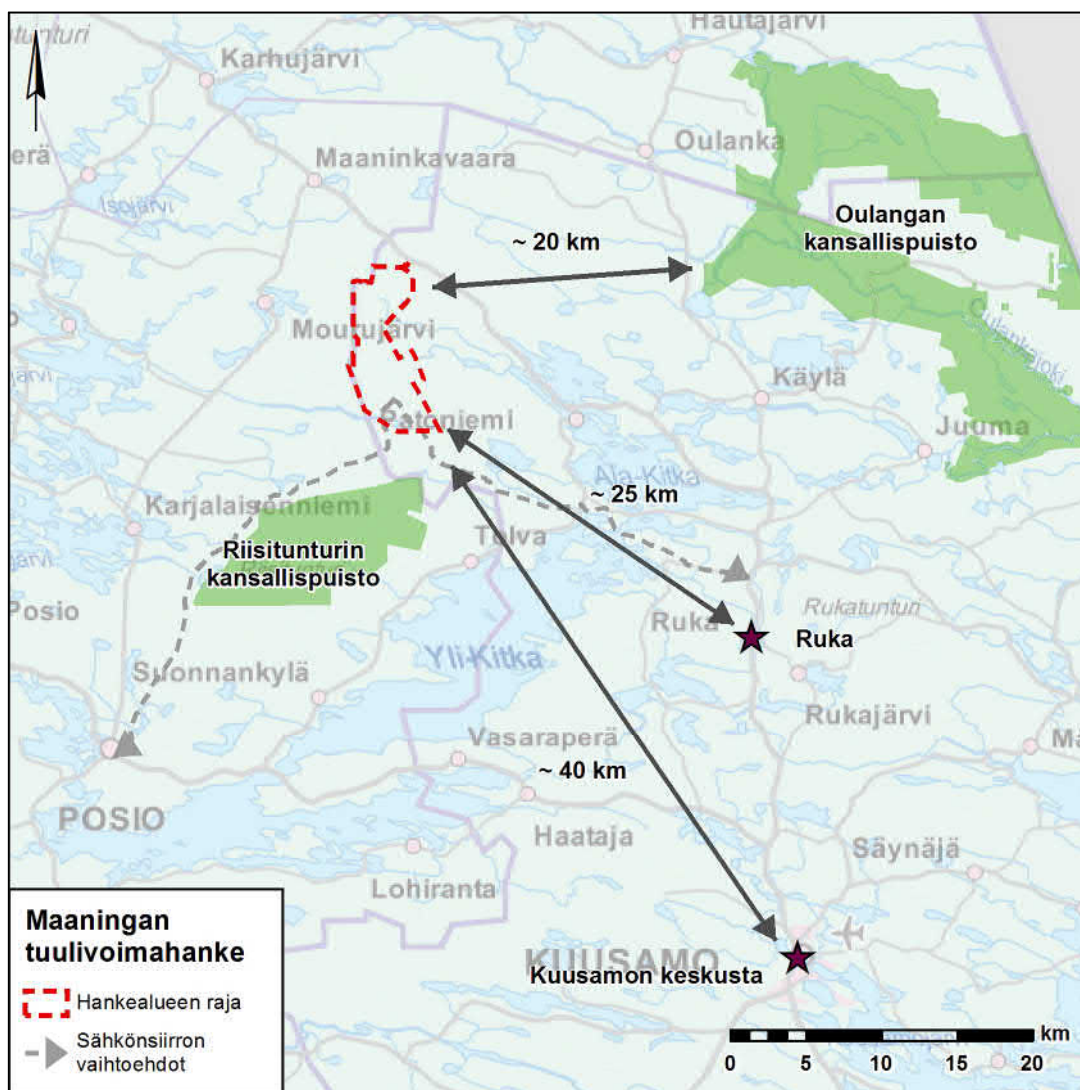 Hautajärvi
Karhujärvi
Oulanka
Maaninkavaara
Isojärvi
Oulangan
kansallispuisto
~ 20 km
Mourujärvi
Oulankajoki
Käylä
Patoniemi
Juuma
Ala-Kitka
~ 25 km
Karjalaisenniemi
Tolva
Riisitunturin
kansallispuisto
Posio
Rukatunturi
Ruka
Ruka
Yli-Kitka
Suonnankylä
Rukajärvi
Vasaraperä
~ 40 km
POSIO
Haataja
Säynäjä
Lohiranta
KUUSAMO
Kuusamon keskusta
Maaningan
tuulivoimahanke
Hankealueen raja
Sähkönsiirron
vaihtoehdot
km
0 5 10 15 20